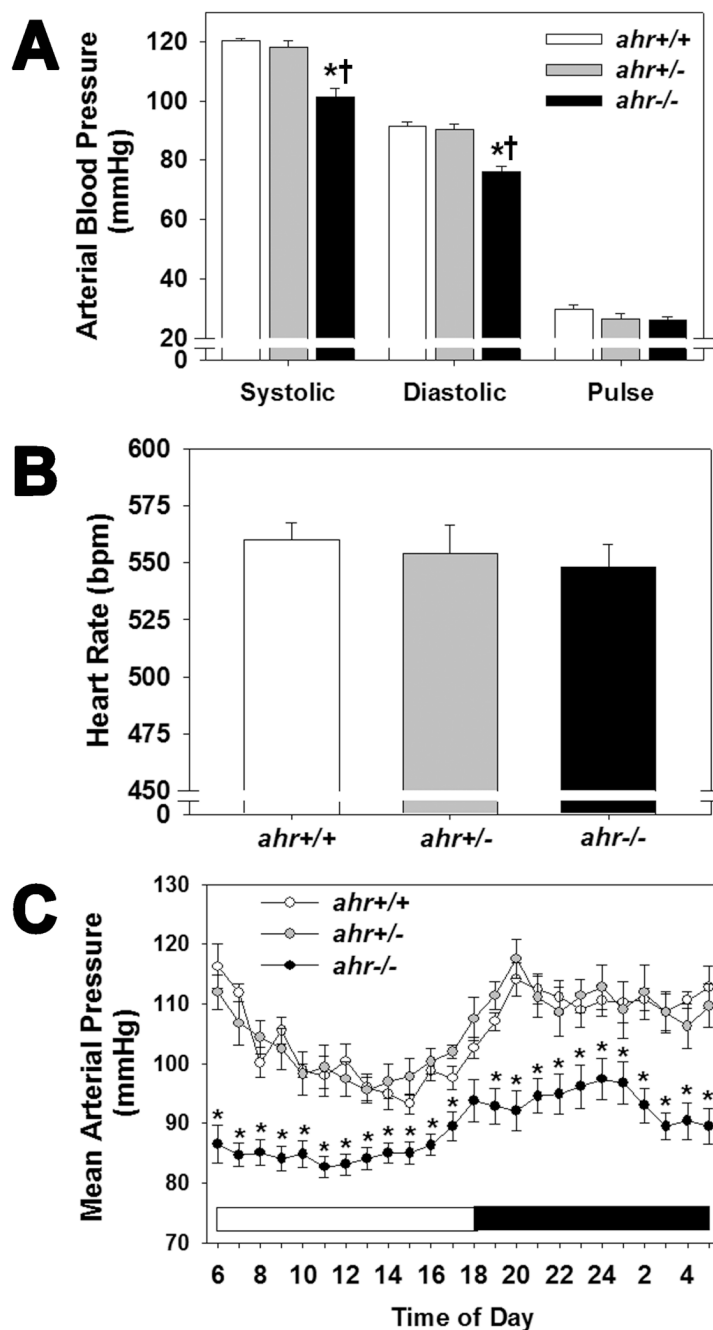 A
Arterial Blood Pressure
(mmHg)
120
100
80
60
40
20
0
ahr+/+
ahr+/-
ahr-/-
*†
*†
Systolic Diastolic Pulse
B
Heart Rate (bpm)
600
575
550
525
500
475
450
0
ahr+/+ ahr+/- ahr-/-
C
Mean Arterial Pressure
(mmHg)
130
120
110
100
90
80
70
ahr+/+
ahr+/-
ahr-/-
* * * * * * * * * * * * * * * * * * * * * * *
6 8 10 12 14 16 18 20 22 24 2 4
Time of Day